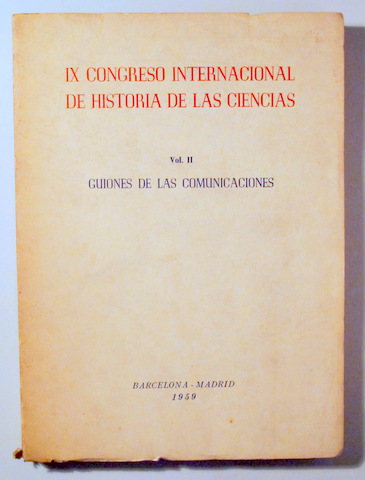 IX CONGRESO INTERNACIONAL
DE HISTORIA DE LAS CIENCIAS
Vol. II
GUIONES DE LAS COMUNICACIONES
BARCELONA - MADRID
1959